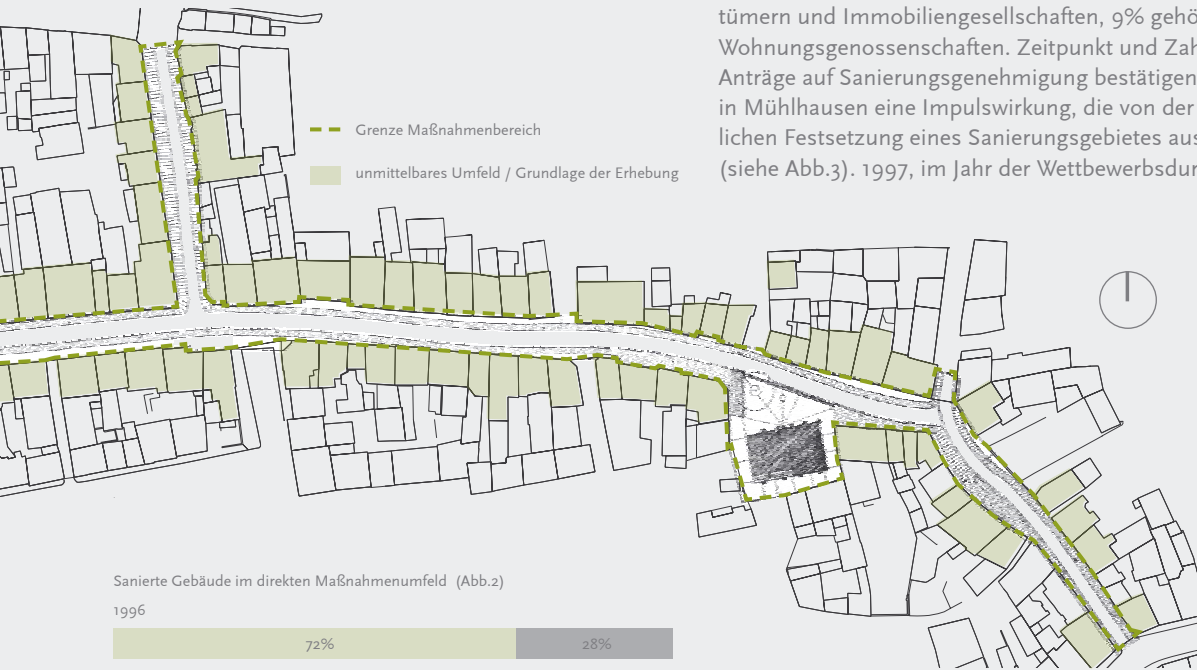 tümern und Immobiliengesellschaften, 9% gehö
Wohnungsgenossenschaften. Zeitpunkt und Zah
Anträge auf Sanierungsgenehmigung bestätigen
in Mühlhausen eine Impulswirkung, die von der
lichen Festsetzung eines Sanierungsgebietes aus
(siehe Abb.3). 1997, im Jahr der Wettbewerbsdur
Grenze Maßnahmenbereich
unmittelbares Umfeld / Grundlage der Erhebung
Sanierte Gebäude im direkten Maßnahmenumfeld (Abb.2)
1996
72% 28%